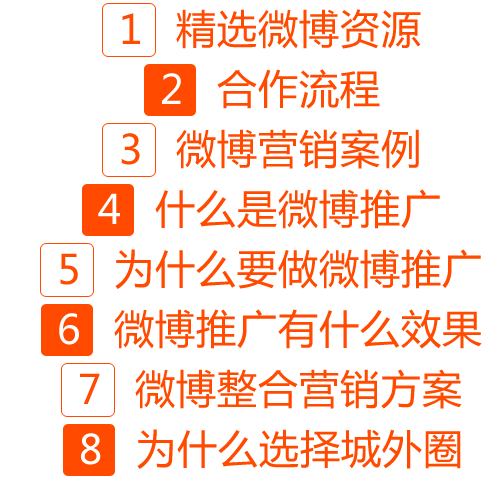 1 精选微博资源
2 合作流程
3 微博营销案例
4 什么是微博推广
5 为什么要做微博推广
6 微博推广有什么效果
7 微博整合营销方案
8 为什么选择城外圈